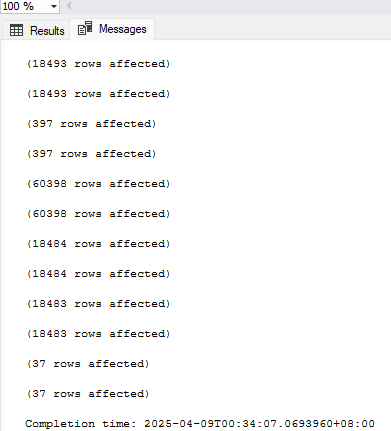 100 %
Results Messages
(18493 rows affected)
(18493 rows affected)
(397 rows affected)
(397 rows affected)
(60398 rows affected)
(60398 rows affected)
(18484 rows affected)
(18484 rows affected)
(18483 rows affected)
(18483 rows affected)
(37 rows affected)
(37 rows affected)
Completion time: 2025-04-09T00:34:07.0693960+08:00